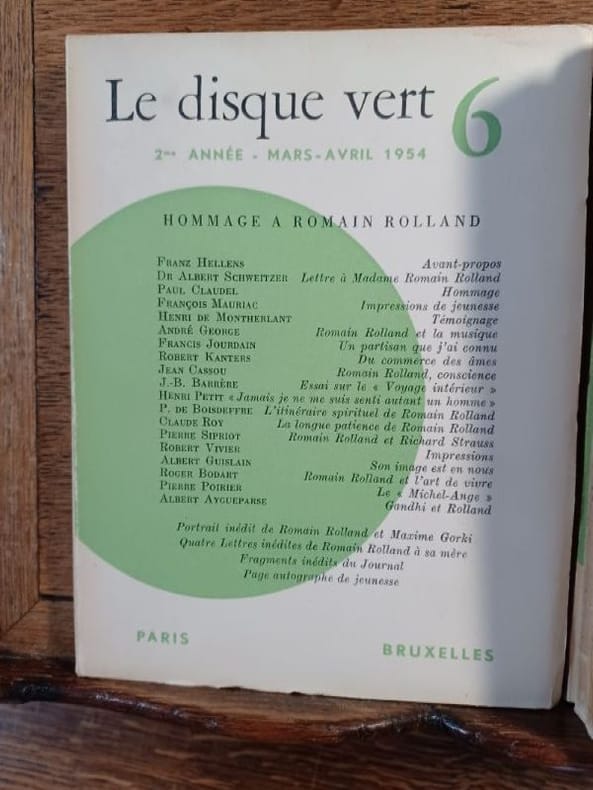 Le disque vert 6
2me ANNÉE - MARS-AVRIL 1954
HOMMAGE A ROMAIN ROLLAND
FRANZ HELLENS Avant-propos
DR ALBERT SCHWEITZER Lettre à Madame Romain Rolland
PAUL CLAUDEL Hommage
FRANÇOIS MAURIAC Impressions de jeunesse
HENRI DE MONTHERLANT Témoignage
ANDRÉ GEORGE Romain Rolland et la musique
FRANCIS JOURDAIN Un partisan que j'ai connu
ROBERT KANTERS Du commerce des âmes
JEAN CASSOU Romain Rolland, conscience
J.-B. BARRÈRE Essai sur le « Voyage intérieur »
HENRI PETIT « Jamais je ne me suis senti autant un homme »
P. DE BOISDEFFRE L'itinéraire spirituel de Romain Rolland
CLAUDE ROY La longue patience de Romain Rolland
PIERRE SIPRIOT Romain Rolland et Richard Strauss
ROBERT VIVIER Impressions
ALBERT GUISLAIN Son image est en nous
ROGER BODART Romain Rolland et l'art de vivre
PIERRE POIRIER Le « Michel-Ange »
ALBERT AYGUEPARSE Gandhi et Rolland
Portrait inédit de Romain Rolland et Maxime Gorki
Quatre Lettres inédites de Romain Rolland à sa mère
Fragments inédits du Journal
Page autographe de jeunesse
PARIS BRUXELLES